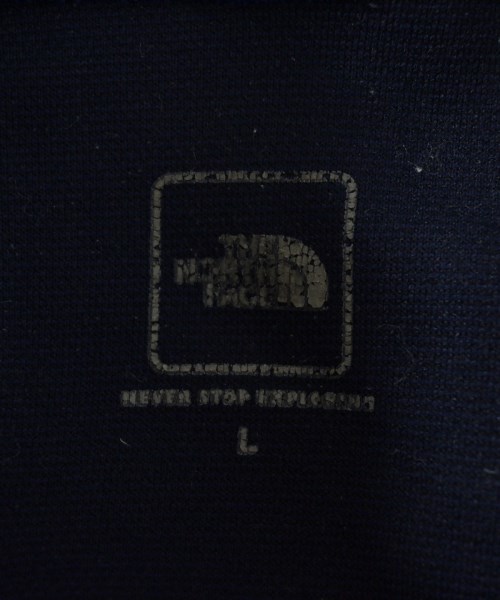 THE
NORTH
FACE
NEVER STOP EXPLORING
L